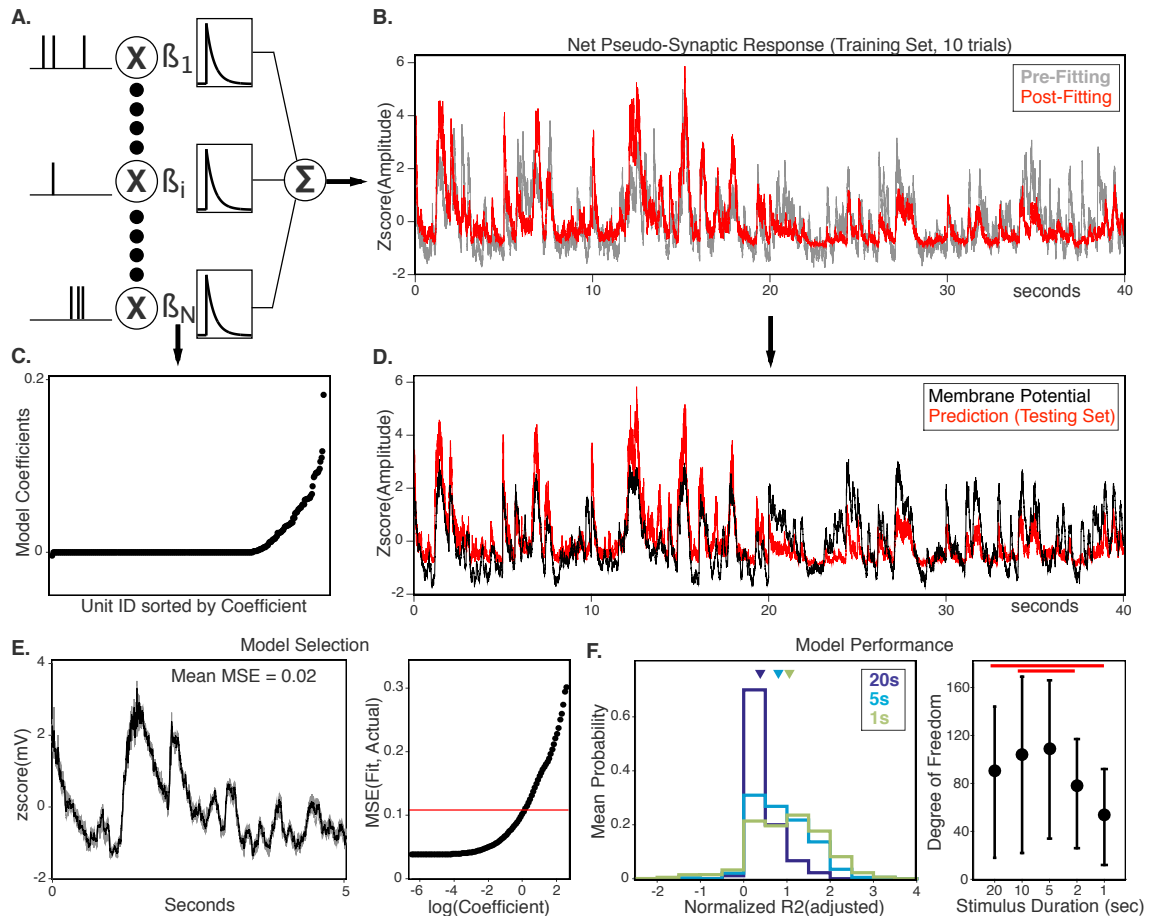 A.
X
ß1
X
ßi
Σ
X
ßN
B.
Net Pseudo-Synaptic Response (Training Set, 10 trials)
Pre-Fitting
Post-Fitting
Zscore(Amplitude)
6
4
2
0
-2
0
10
20
30
40
seconds
C.
Model Coefficients
0.2
0
Unit ID sorted by Coefficient
D.
Membrane Potential
Prediction (Testing Set)
Zscore(Amplitude)
6
4
2
0
-2
0
10
20
30
40
seconds
E.
Model Selection
Mean MSE = 0.02
zscore(mV)
4
2
0
-2
0
5
Seconds
MSE(Fit, Actual)
0.3
0.2
0.1
0
-6
-4
-2
0
2
log(Coefficient)
F.
Model Performance
20s
5s
1s
Mean Probability
0.6
0.4
0.2
0
-2
-1
0
1
2
3
4
Normalized R2(adjusted)
Degree of Freedom
160
120
80
40
0
20
10
5
2
1
Stimulus Duration (sec)